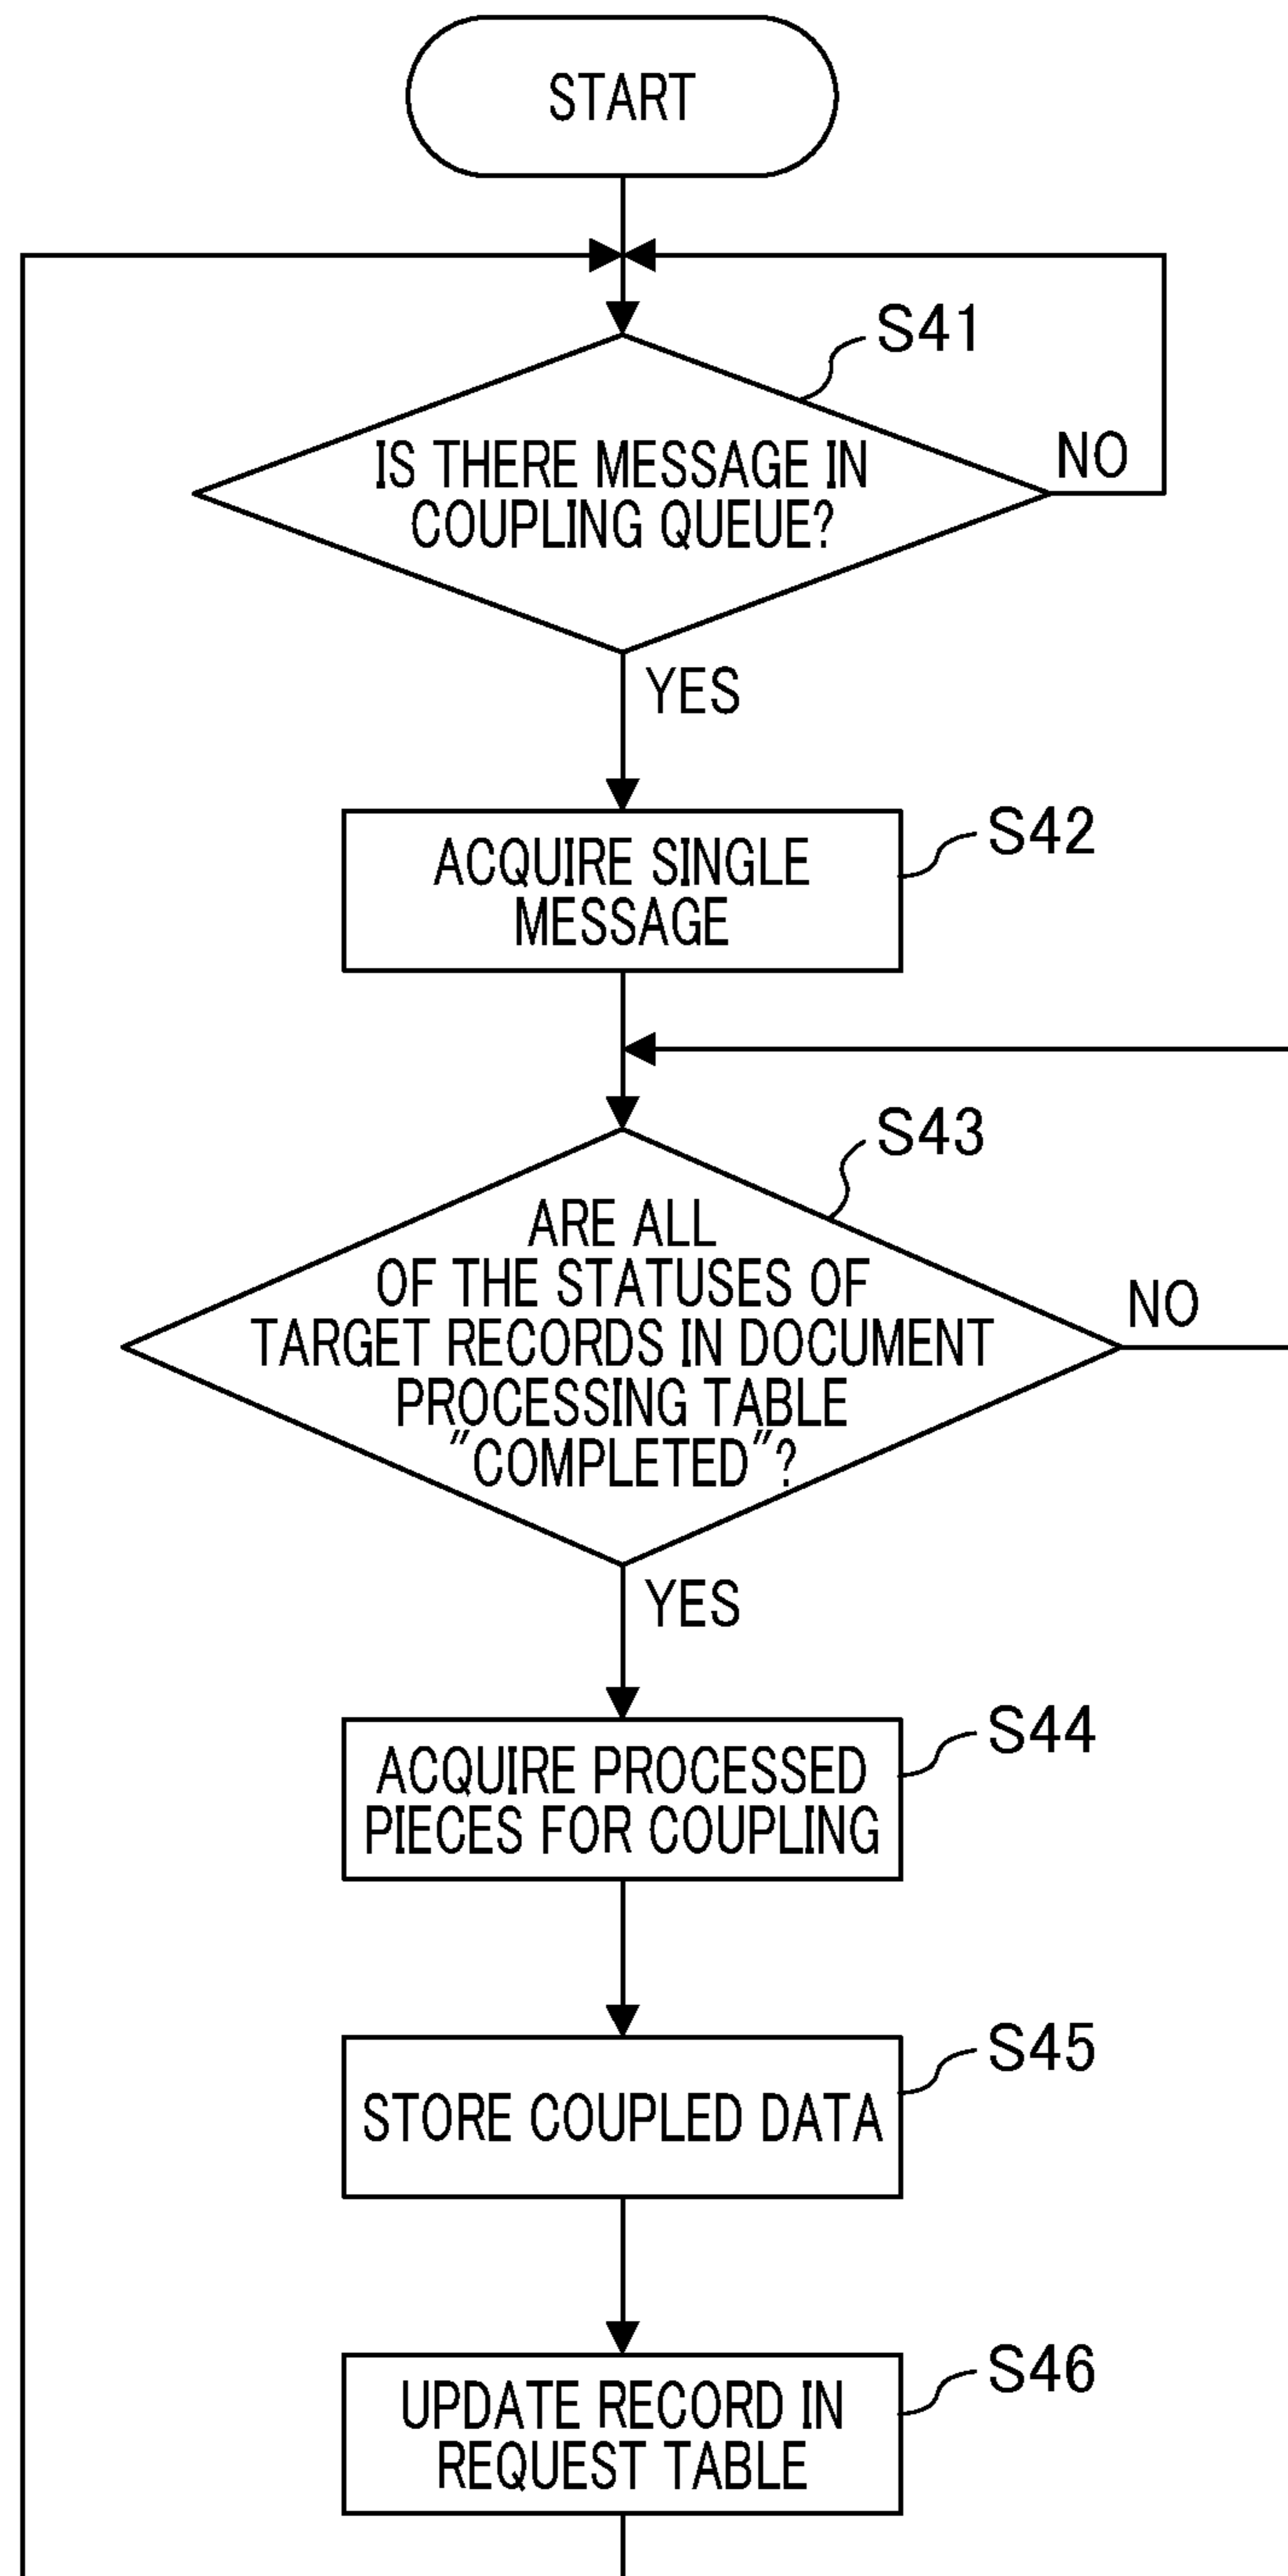 START
S41
IS THERE MESSAGE IN
COUPLING QUEUE?
NO
YES
S42
ACQUIRE SINGLE
MESSAGE
S43
ARE ALL
OF THE STATUSES OF
TARGET RECORDS IN DOCUMENT
PROCESSING TABLE
"COMPLETED"?
NO
YES
S44
ACQUIRE PROCESSED
PIECES FOR COUPLING
S45
STORE COUPLED DATA
S46
UPDATE RECORD IN
REQUEST TABLE